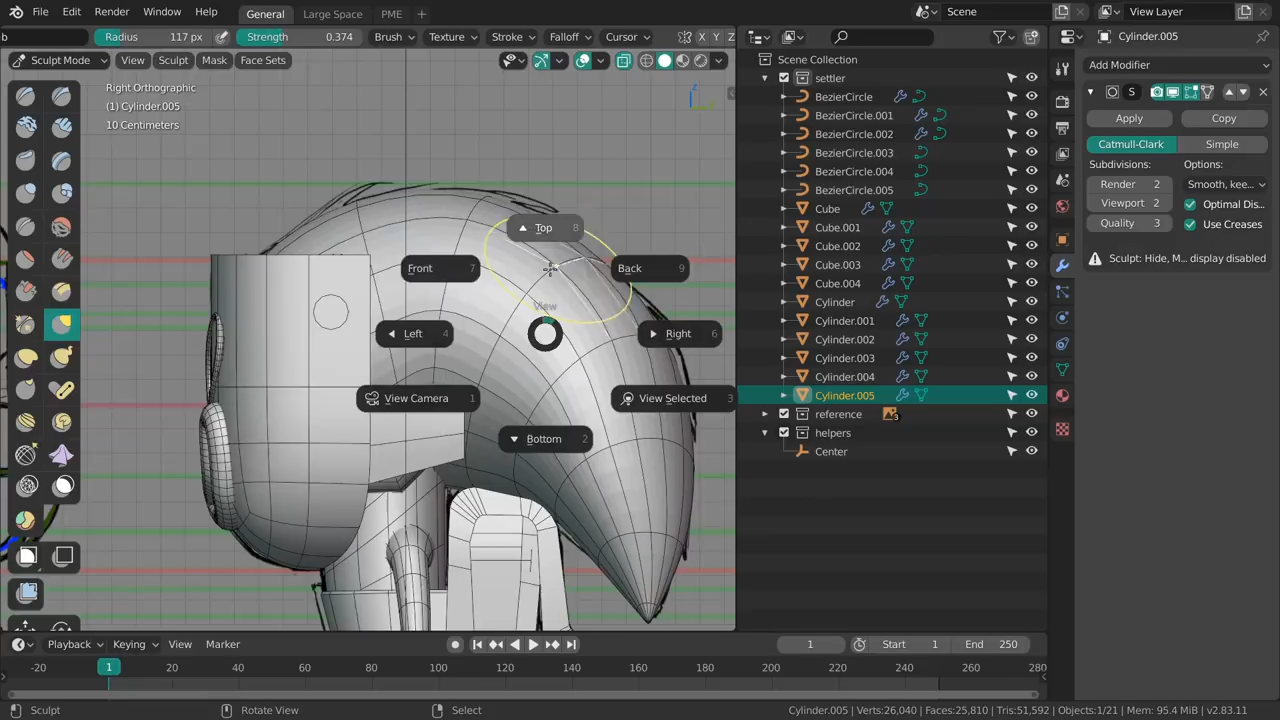 File Edit Render Window Help General Large Space PME Scene View Layer
b Radius 117 px Strength 0.374 Brush Texture Stroke Falloff Cursor X Y Z
Sculpt Mode View Sculpt Mask Face Sets
Right Orthographic
(1) Cylinder.005
10 Centimeters
Z
Top 8
Front 7
Back 9
View
Left 4
Right 6
View Camera 1
View Selected 3
Bottom 2
Scene Collection
settler
BezierCircle
BezierCircle.001
BezierCircle.002
BezierCircle.003
BezierCircle.004
BezierCircle.005
Cube
Cube.001
Cube.002
Cube.003
Cube.004
Cylinder
Cylinder.001
Cylinder.002
Cylinder.003
Cylinder.004
Cylinder.005
reference 3
helpers
Center
Cylinder.005
Add Modifier
S
Apply Copy
Catmull-Clark Simple
Subdivisions: Options:
Render 2 Smooth, kee...
Viewport 2 Optimal Dis...
Quality 3 Use Creases
Sculpt: Hide, M... display disabled
Playback Keying View Marker 1 Start 1 End 250
-20 1 20 40 60 80 100 120 140 160 180 200 220 240 260 280
Sculpt Rotate View Select Cylinder.005 | Verts:26,040 | Faces:25,810 | Tris:51,592 | Objects:1/21 | Mem: 95.4 MiB | v2.83.11